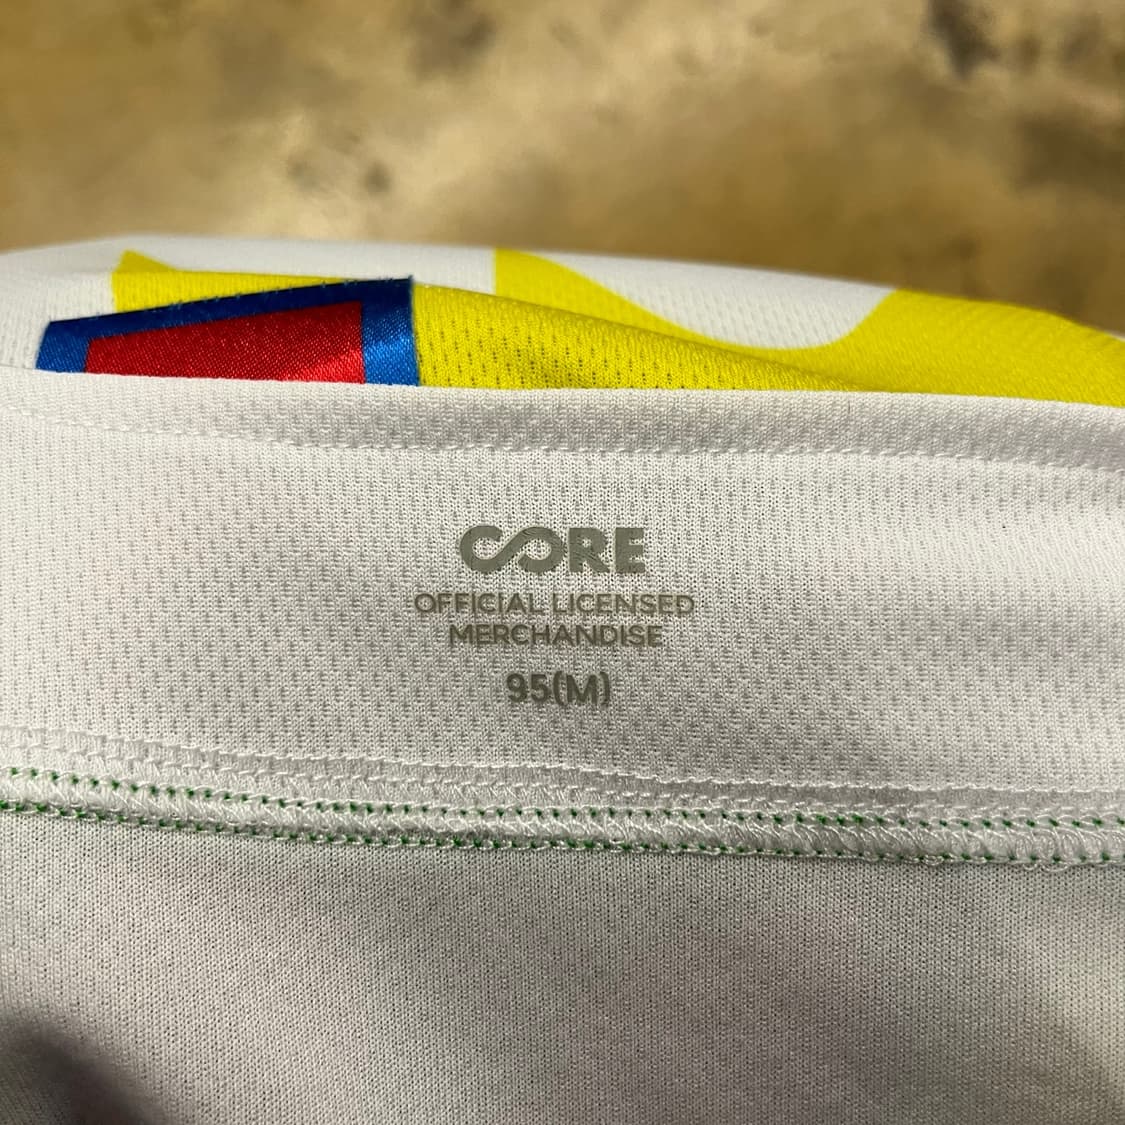 CORE
OFFICIAL LICENSED
MERCHANDISE
95(M)